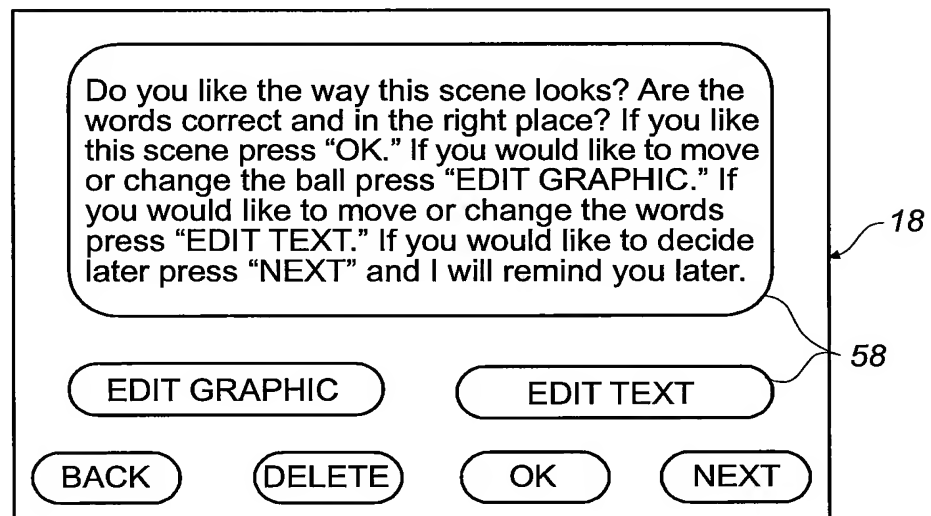 Do you like the way this scene looks? Are the
words correct and in the right place? If you like
this scene press “OK.” If you would like to move
or change the ball press “EDIT GRAPHIC.” If
you would like to move or change the words
press “EDIT TEXT.” If you would like to decide
later press “NEXT” and I will remind you later.
18
58
EDIT GRAPHIC
EDIT TEXT
BACK
DELETE
OK
NEXT